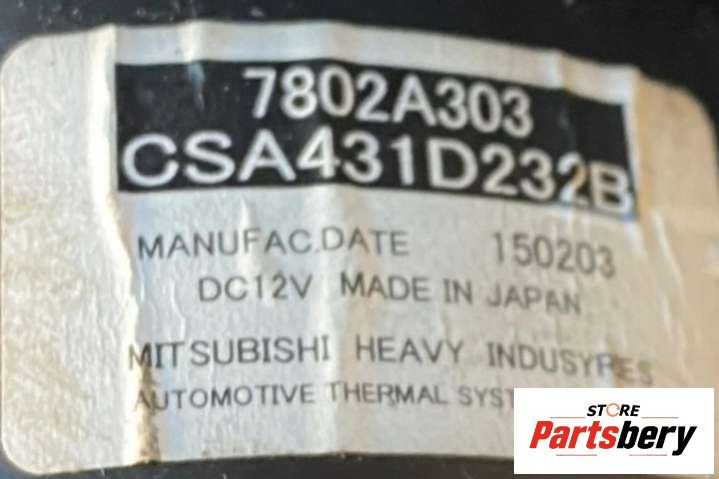 7802A303
CSA431D232B
MANUFAC.DATE 150203
DC12V MADE IN JAPAN
MITSUBISHI HEAVY INDUSYRES
AUTOMOTIVE THERMAL
STORE
Partsbery